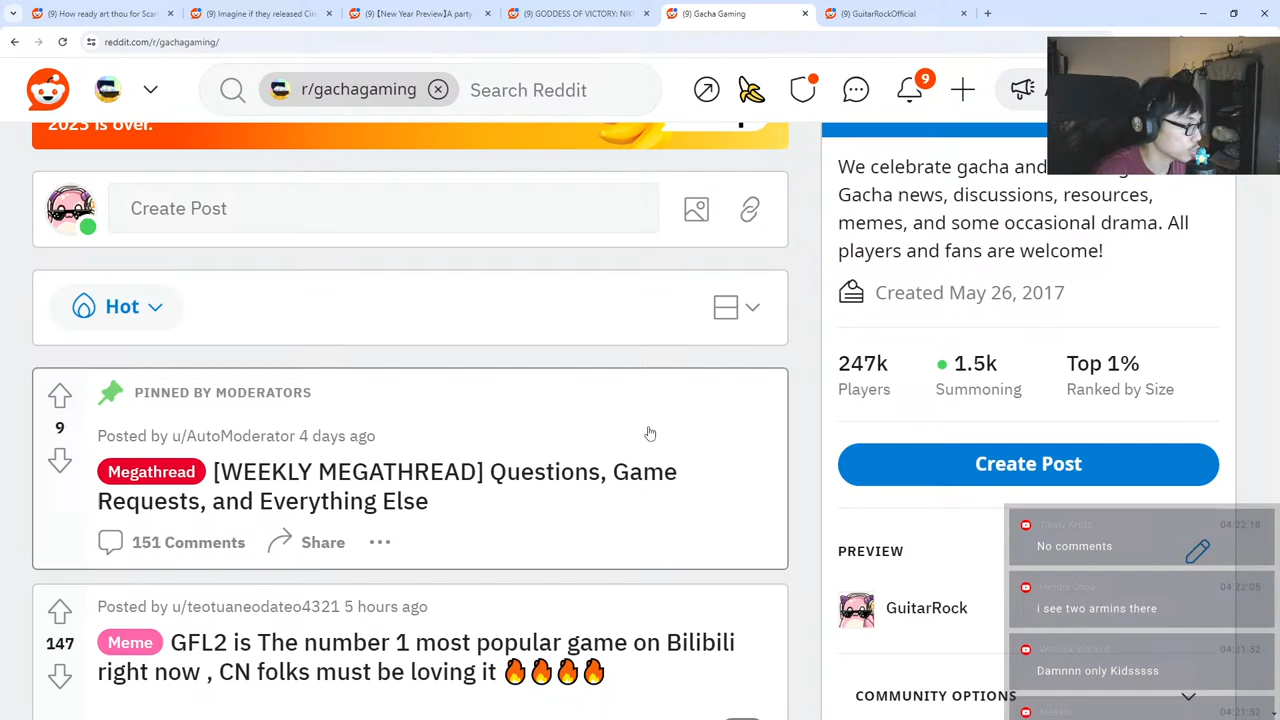 (9) How ready art thou for Scar
(9) Imagine if they released Cin
(9) 【New Year Preview】A party
(9) GODDESS OF VICTORY: NIK
(9) Gacha Gaming
(9) GuitarRockOfficial
reddit.com/r/gachagaming/
r/gachagaming
Search Reddit
9
2023 is over.
Create Post
Hot
PINNED BY MODERATORS
9
Posted by u/AutoModerator 4 days ago
Megathread [WEEKLY MEGATHREAD] Questions, Game
Requests, and Everything Else
151 Comments
Share
147
Posted by u/teotuaneodateo4321 5 hours ago
Meme GFL2 is The number 1 most popular game on Bilibili
right now , CN folks must be loving it 🔥🔥🔥🔥
We celebrate gacha and
Gacha news, discussions, resources,
memes, and some occasional drama. All
players and fans are welcome!
Created May 26, 2017
247k
1.5k
Top 1%
Players
Summoning
Ranked by Size
Create Post
PREVIEW
GuitarRock
COMMUNITY OPTIONS
04:22:18
No comments
04:22:05
i see two armins there
04:21:52
Damnnn only Kidsssss
04:21:52